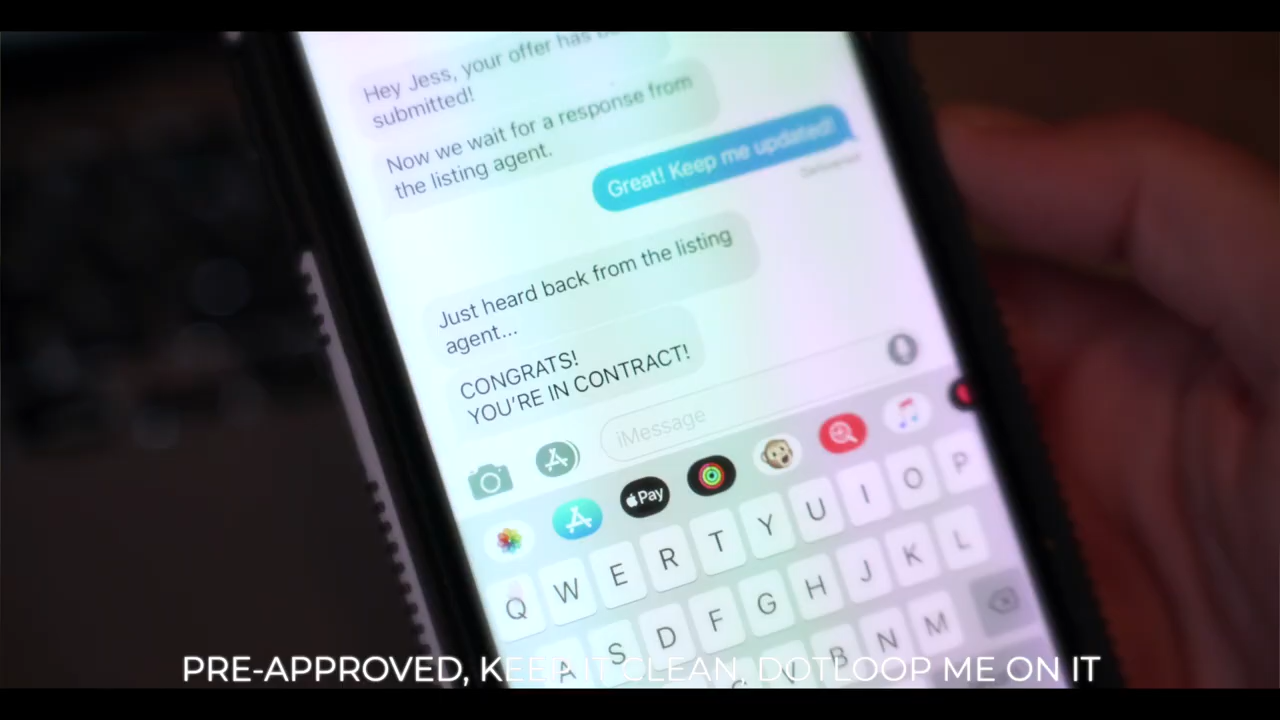 Hey Jess, your offer has
submitted!
Now we wait for a response from
the listing agent.
Great! Keep me updated!
Delivered
Just heard back from the listing
agent...
CONGRATS!
YOU'RE IN CONTRACT!
iMessage
Pay
Q W E R T Y U I O P
A S D F G H J K L
B N M
PRE-APPROVED, KEEP IT CLEAN, DOTLOOP ME ON IT